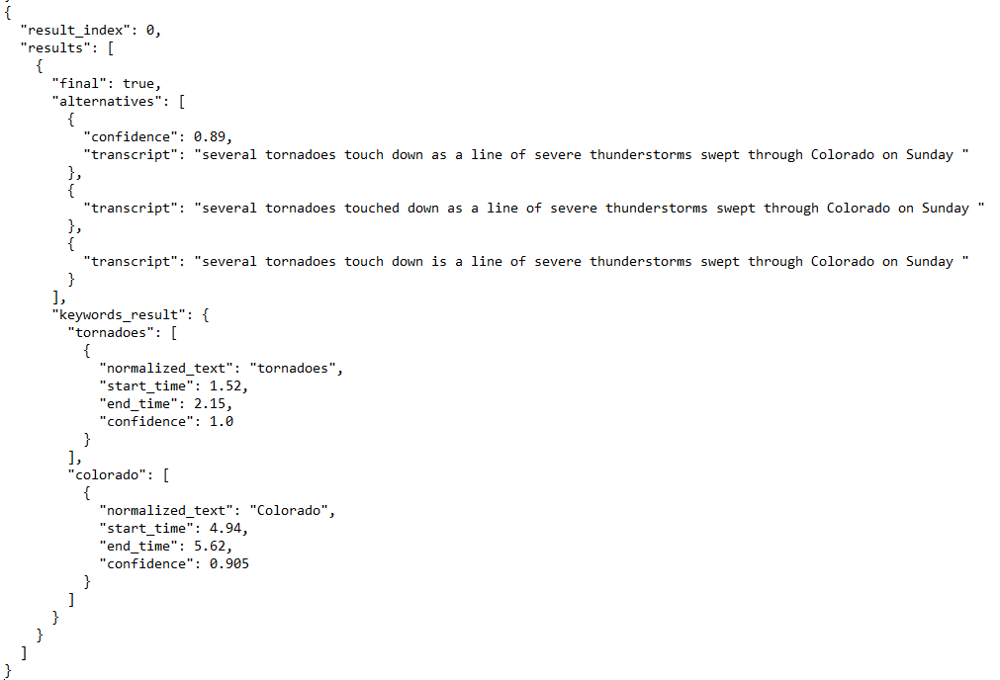 {
  "result_index": 0,
  "results": [
    {
      "final": true,
      "alternatives": [
        {
          "confidence": 0.89,
          "transcript": "several tornadoes touch down as a line of severe thunderstorms swept through Colorado on Sunday "
        },
        {
          "transcript": "several tornadoes touched down as a line of severe thunderstorms swept through Colorado on Sunday "
        },
        {
          "transcript": "several tornadoes touch down is a line of severe thunderstorms swept through Colorado on Sunday "
        }
      ],
      "keywords_result": {
        "tornadoes": [
          {
            "normalized_text": "tornadoes",
            "start_time": 1.52,
            "end_time": 2.15,
            "confidence": 1.0
          }
        ],
        "colorado": [
          {
            "normalized_text": "Colorado",
            "start_time": 4.94,
            "end_time": 5.62,
            "confidence": 0.905
          }
        ]
      }
    }
  ]
}